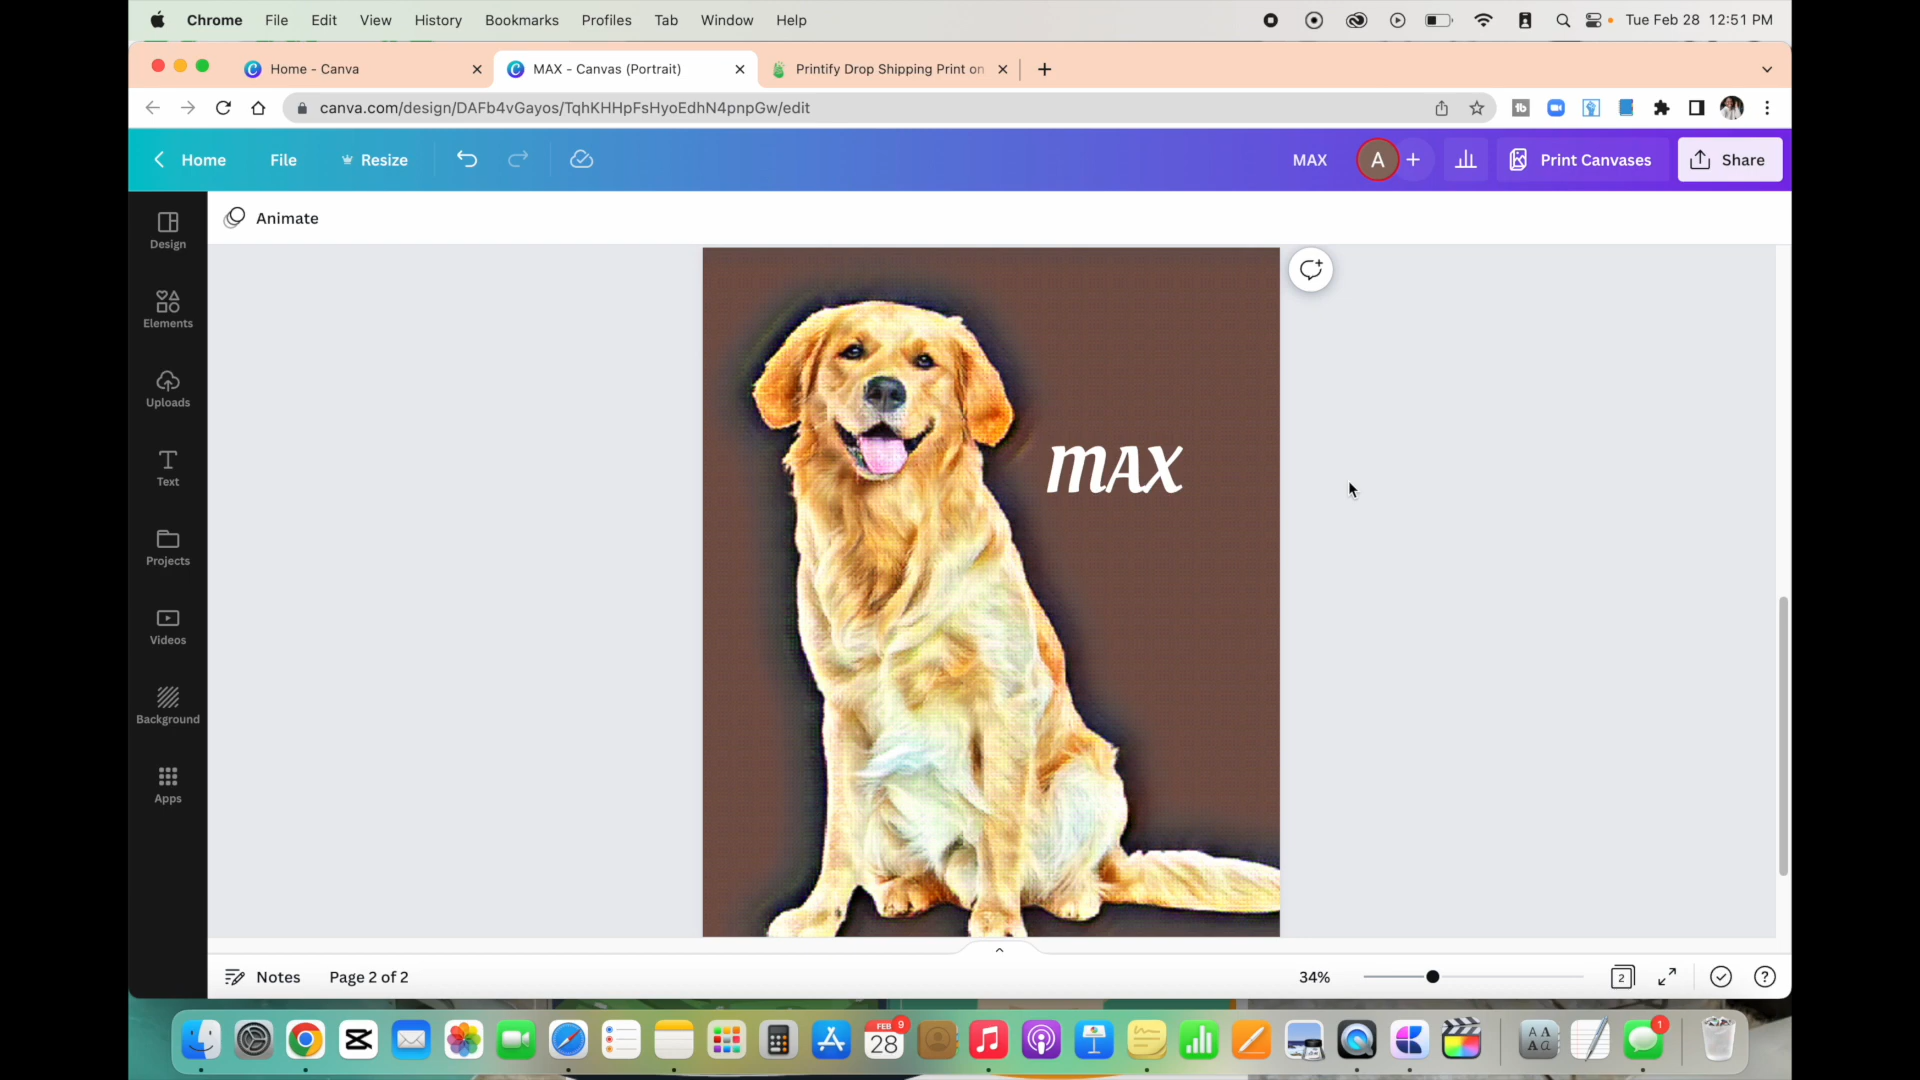 Chrome File Edit View History Bookmarks Profiles Tab Window Help Tue Feb 28 12:51 PM
Home - Canva MAX - Canvas (Portrait) Printify Drop Shipping Print on
canva.com/design/DAFb4vGayos/TqhKHHpFsHyoEdhN4pnpGw/edit
Home File Resize MAX A Print Canvases Share
Animate
Design
Elements
Uploads
Text
Projects
Videos
Background
Apps
MAX
Notes Page 2 of 2 34% 2
FEB 9
28
1